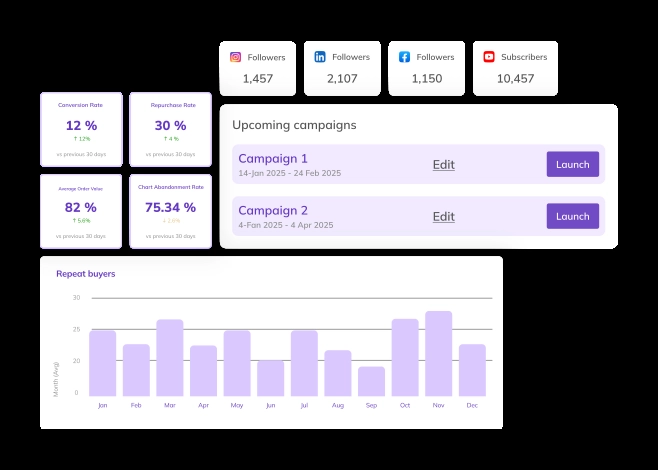 Followers
1,457
Followers
2,107
Followers
1,150
Subscribers
10,457
Conversion Rate
12 %
↑ 12%
vs previous 30 days
Repurchase Rate
30 %
↑ 4 %
vs previous 30 days
Average Order Value
82 %
↑ 5.6%
vs previous 30 days
Chart Abandonment Rate
75.34 %
vs previous 30 days
Upcoming campaigns
Campaign 1
14-Jan 2025 - 24 Feb 2025
Edit
Launch
Campaign 2
4-Fan 2025 - 4 Apr 2025
Edit
Launch
Repeat buyers
Month (Avg)
30
25
20
0
Jan Feb Mar Apr May Jun Jul Aug Sep Oct Nov Dec